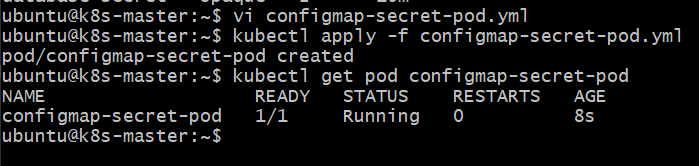 ubuntu@k8s-master:~$ vi configmap-secret-pod.yml
ubuntu@k8s-master:~$ kubectl apply -f configmap-secret-pod.yml
pod/configmap-secret-pod created
ubuntu@k8s-master:~$ kubectl get pod configmap-secret-pod
NAME READY STATUS RESTARTS AGE
configmap-secret-pod 1/1 Running 0 8s
ubuntu@k8s-master:~$